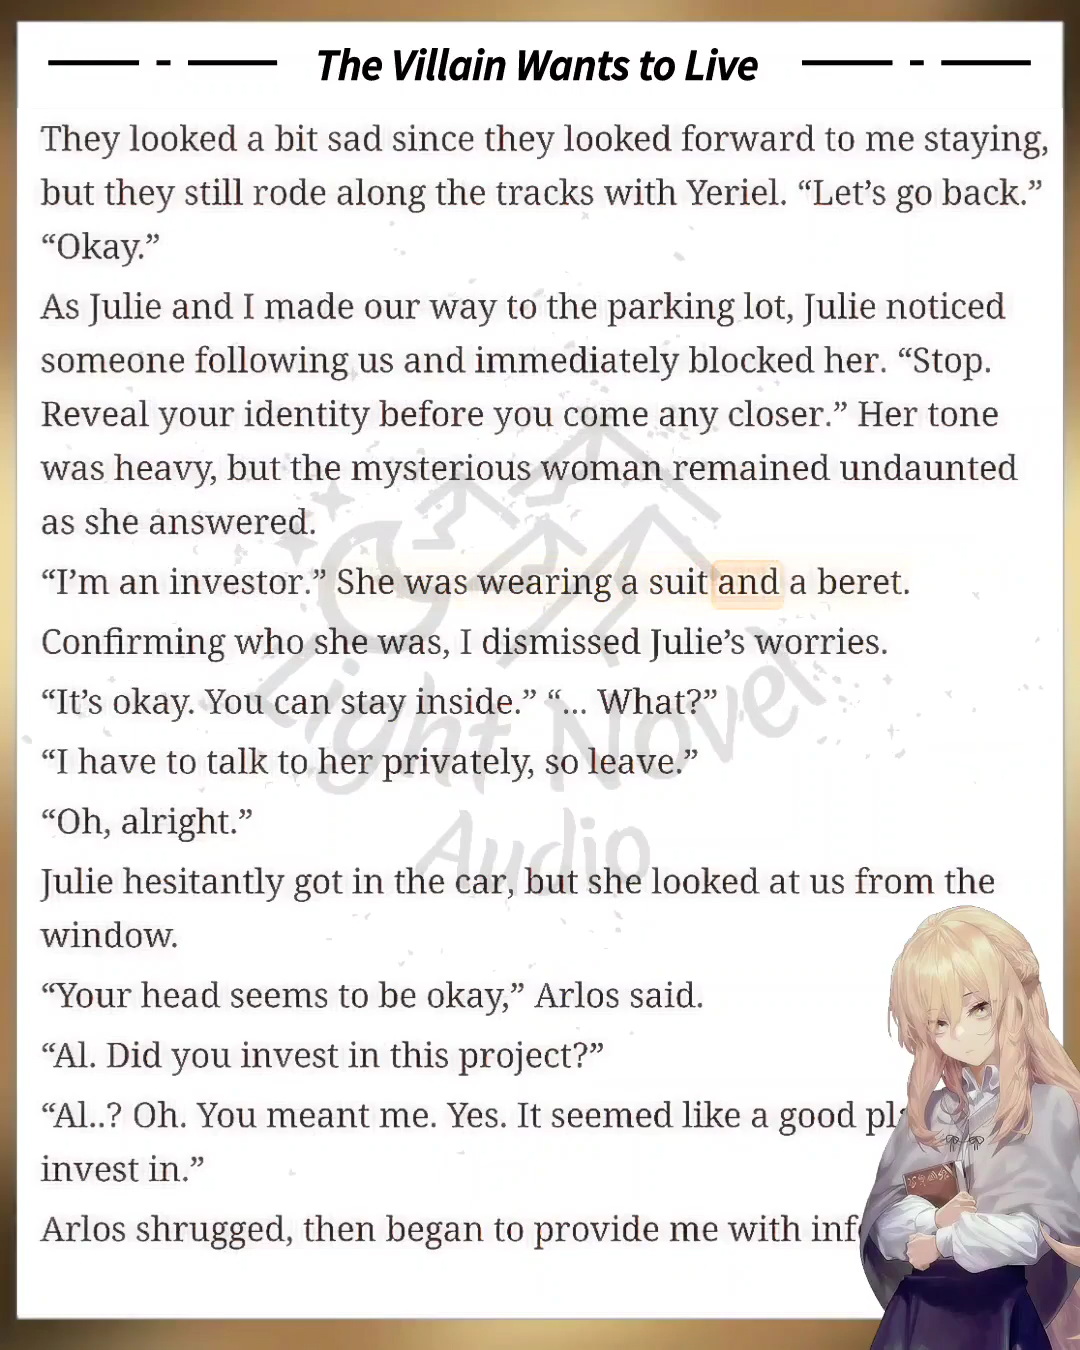 The Villain Wants to Live
They looked a bit sad since they looked forward to me staying,
but they still rode along the tracks with Yeriel. “Let’s go back.”
“Okay.”
As Julie and I made our way to the parking lot, Julie noticed
someone following us and immediately blocked her. “Stop.
Reveal your identity before you come any closer.” Her tone
was heavy, but the mysterious woman remained undaunted
as she answered.
“I’m an investor.” She was wearing a suit and a beret.
Confirming who she was, I dismissed Julie’s worries.
“It’s okay. You can stay inside.” “... What?”
“I have to talk to her privately, so leave.”
“Oh, alright.”
Julie hesitantly got in the car, but she looked at us from the
window.
“Your head seems to be okay,” Arlos said.
“Al. Did you invest in this project?”
“Al..? Oh. You meant me. Yes. It seemed like a good
invest in.”
Arlos shrugged, then began to provide me with
Light Novel
Audio